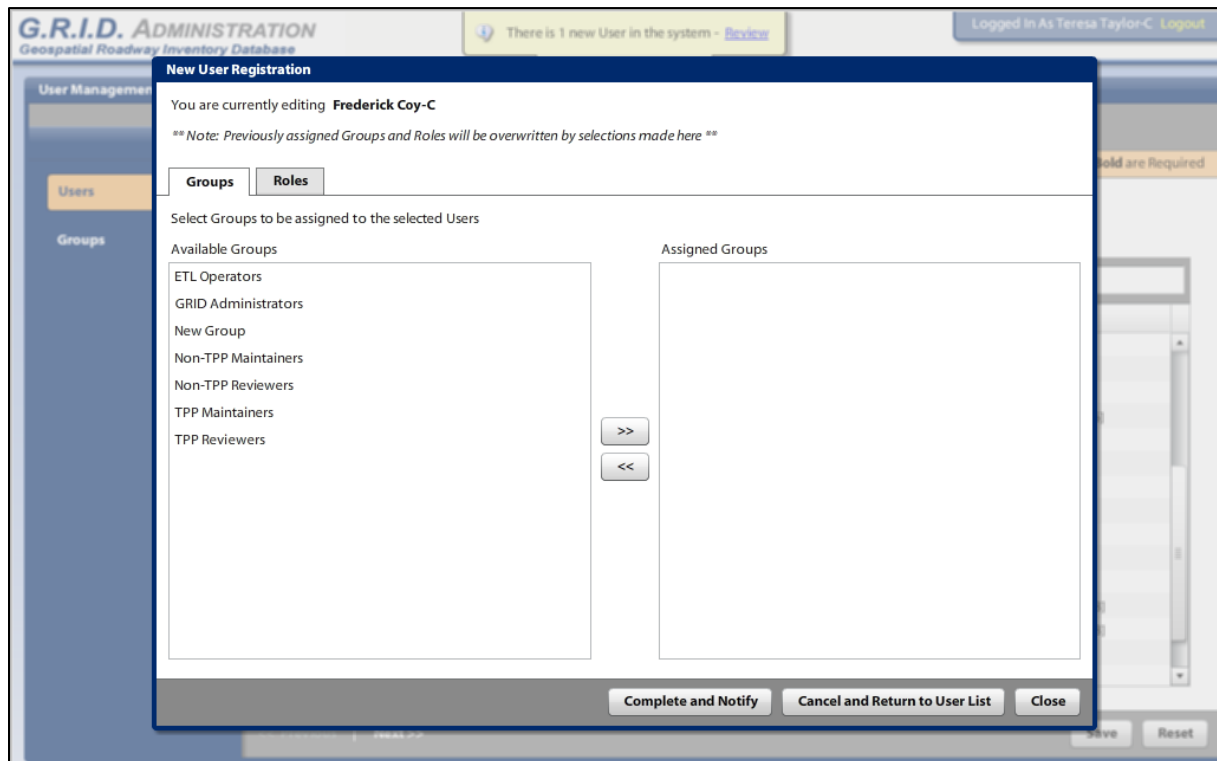 G.R.I.D. ADMINISTRATION
Geospatial Roadway Inventory Database
There is 1 new User in the system - Review
Logged In As Teresa Taylor-C Logout
User Management
New User Registration
You are currently editing Frederick Coy-C
** Note: Previously assigned Groups and Roles will be overwritten by selections made here **
Bold are Required
Groups Roles
Users
Groups
Select Groups to be assigned to the selected Users
Available Groups Assigned Groups
ETL Operators
GRID Administrators
New Group
Non-TPP Maintainers
Non-TPP Reviewers
TPP Maintainers
TPP Reviewers
>>
<<
Complete and Notify Cancel and Return to User List Close
| Next >>
Save Reset